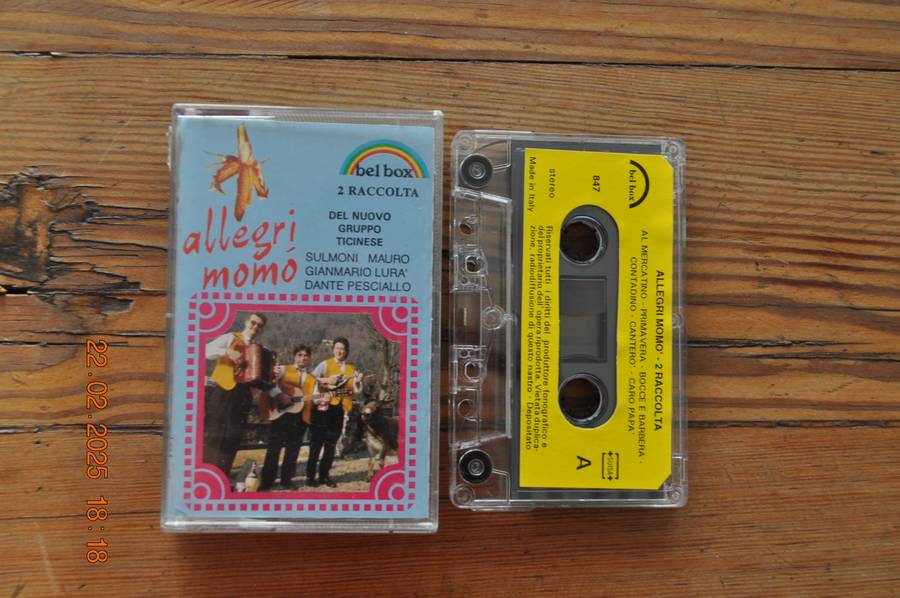 bel box
2 RACCOLTA
allegri
momó
DEL NUOVO
GRUPPO
TICINESE
SULMONI MAURO
GIANMARIO LURA'
DANTE PESCIALLO
bel box
847
stereo
Made in Italy
ALLEGRI MOMO' - 2 RACCOLTA
AL MERCATINO - PRIMAVERA - BOCCE E BARBERA -
CONTADINO - CANTERO' - CARO PAPA'
Riservati tutti i diritti del produttore fonografico e
del proprietario dell' opera riprodotta. Vietata duplica-
zione, radiodiffusione di questo nastro - Depositato
SUISA
A
22.02.2025 18:18